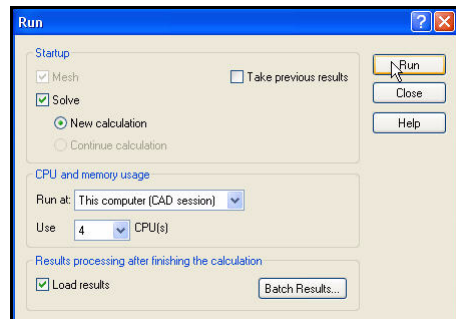 Run
Startup
Mesh
Take previous results
Solve
New calculation
Continue calculation
CPU and memory usage
Run at: This computer (CAD session)
Use 4 CPU(s)
Results processing after finishing the calculation
Load results
Batch Results...
Run
Close
Help